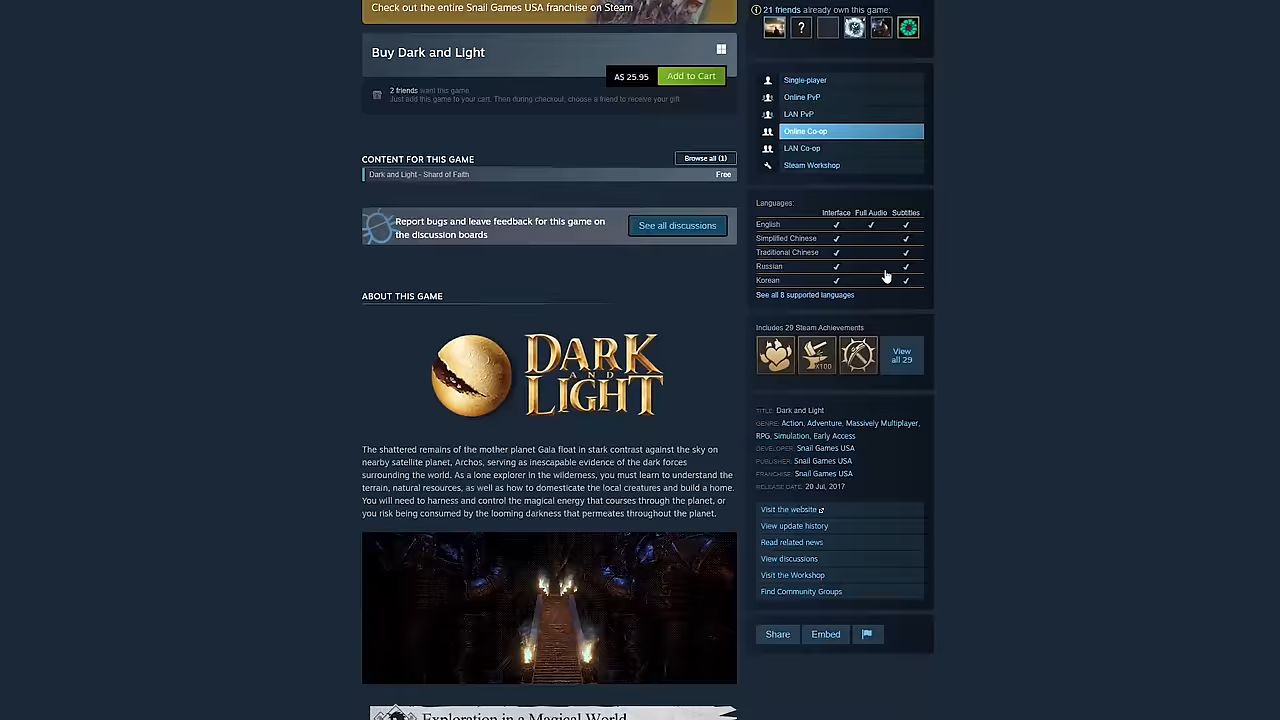 Check out the entire Snail Games USA franchise on Steam
Buy Dark and Light
A$ 25.95
Add to Cart
2 friends want this game.
Just add this game to your cart. Then during checkout, choose a friend to receive your gift
CONTENT FOR THIS GAME
Browse all (1)
Dark and Light - Shard of Faith
Free
Report bugs and leave feedback for this game on
the discussion boards
See all discussions
ABOUT THIS GAME
DARK
AND
LIGHT
The shattered remains of the mother planet Gaia float in stark contrast against the sky on
nearby satellite planet, Archos, serving as inescapable evidence of the dark forces
surrounding the world. As a lone explorer in the wilderness, you must learn to understand the
terrain, natural resources, as well as how to domesticate the local creatures and build a home.
You will need to harness and control the magical energy that courses through the planet, or
you risk being consumed by the looming darkness that permeates throughout the planet.
Exploration in a Magical World
21 friends already own this game:
?
Single-player
Online PvP
LAN PvP
Online Co-op
LAN Co-op
Steam Workshop
Languages:
Interface Full Audio Subtitles
English
Simplified Chinese
Traditional Chinese
Russian
Korean
See all 8 supported languages
Includes 29 Steam Achievements
X100
View
all 29
TITLE: Dark and Light
GENRE: Action, Adventure, Massively Multiplayer,
RPG, Simulation, Early Access
DEVELOPER: Snail Games USA
PUBLISHER: Snail Games USA
FRANCHISE: Snail Games USA
RELEASE DATE: 20 Jul, 2017
Visit the website
View update history
Read related news
View discussions
Visit the Workshop
Find Community Groups
Share
Embed